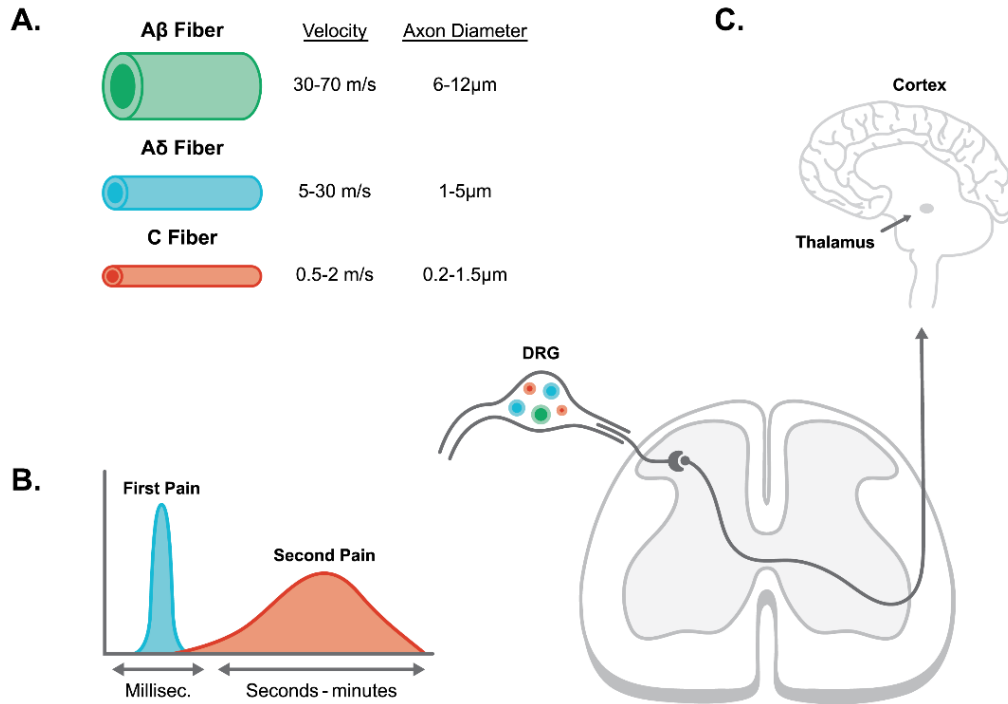 A.
Aβ Fiber
Velocity
Axon Diameter
30-70 m/s
6-12µm
Aδ Fiber
5-30 m/s
1-5µm
C Fiber
0.5-2 m/s
0.2-1.5µm
B.
First Pain
Second Pain
Millisec.
Seconds - minutes
C.
Cortex
Thalamus
DRG